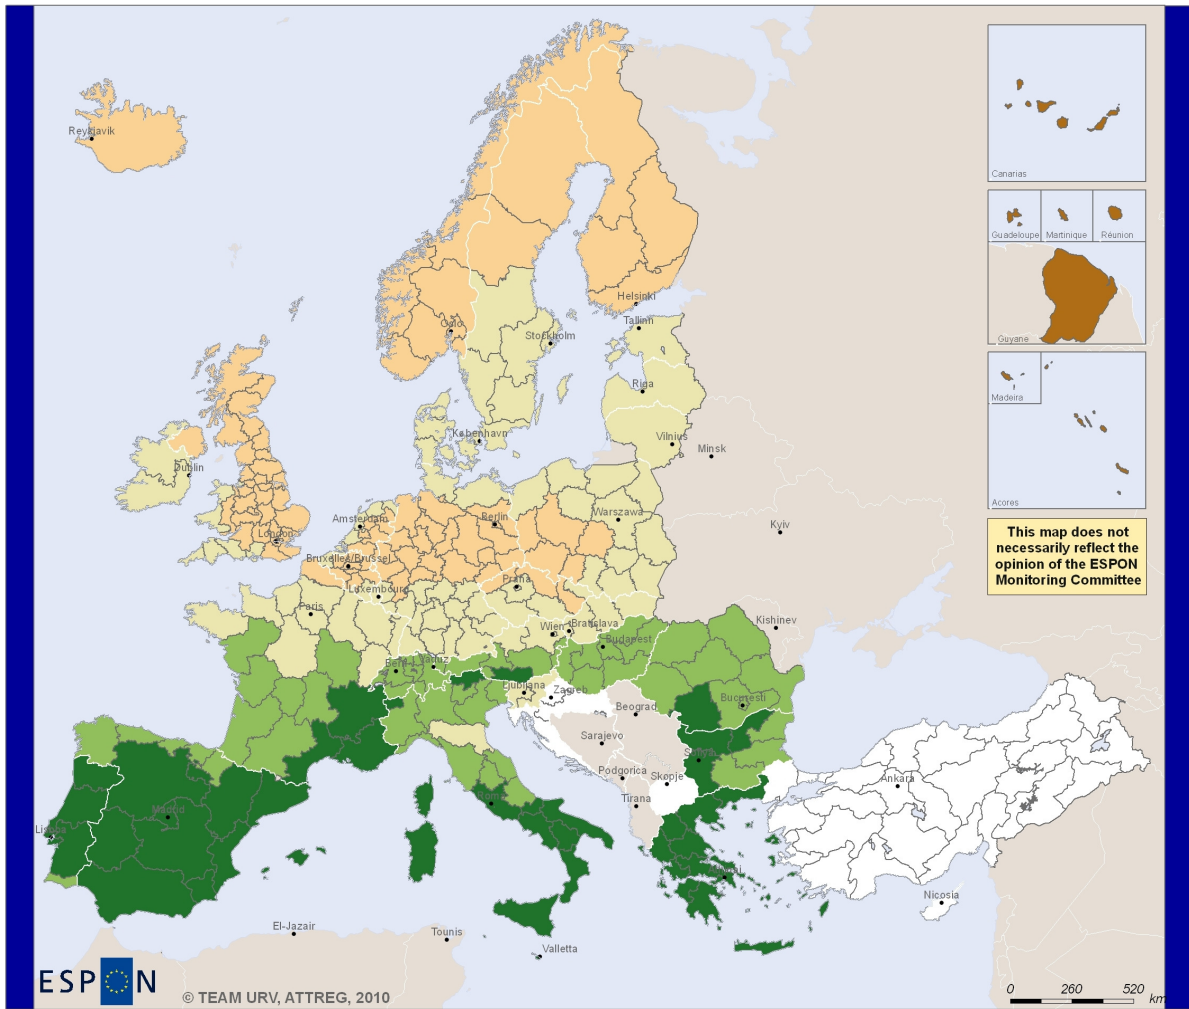 Reykjavik
Canarias
Guadeloupe
Martinique
Réunion
Helsinki
Oslo
Tallinn
Stockholm
Guyane
Riga
Madeira
København
Vilnius
Minsk
Dublin
Acores
Amsterdam
Berlin
Warszawa
Kyiv
London
This map does not
necessarily reflect the
opinion of the ESPON
Monitoring Committee
Bruxelles/Brussel
Praha
Luxembourg
Paris
Kishinev
Wien
Bratislava
Budapest
Bern
Vaduz
Ljubljana
Zagreb
Bucuresti
Beograd
Sarajevo
Sofiya
Podgorica
Skopje
Ankara
Roma
Tirana
Madrid
Lisboa
Athinai
Nicosia
El-Jazair
Tounis
Valletta
ESPON
© TEAM URV, ATTREG, 2010
0 260 520
km